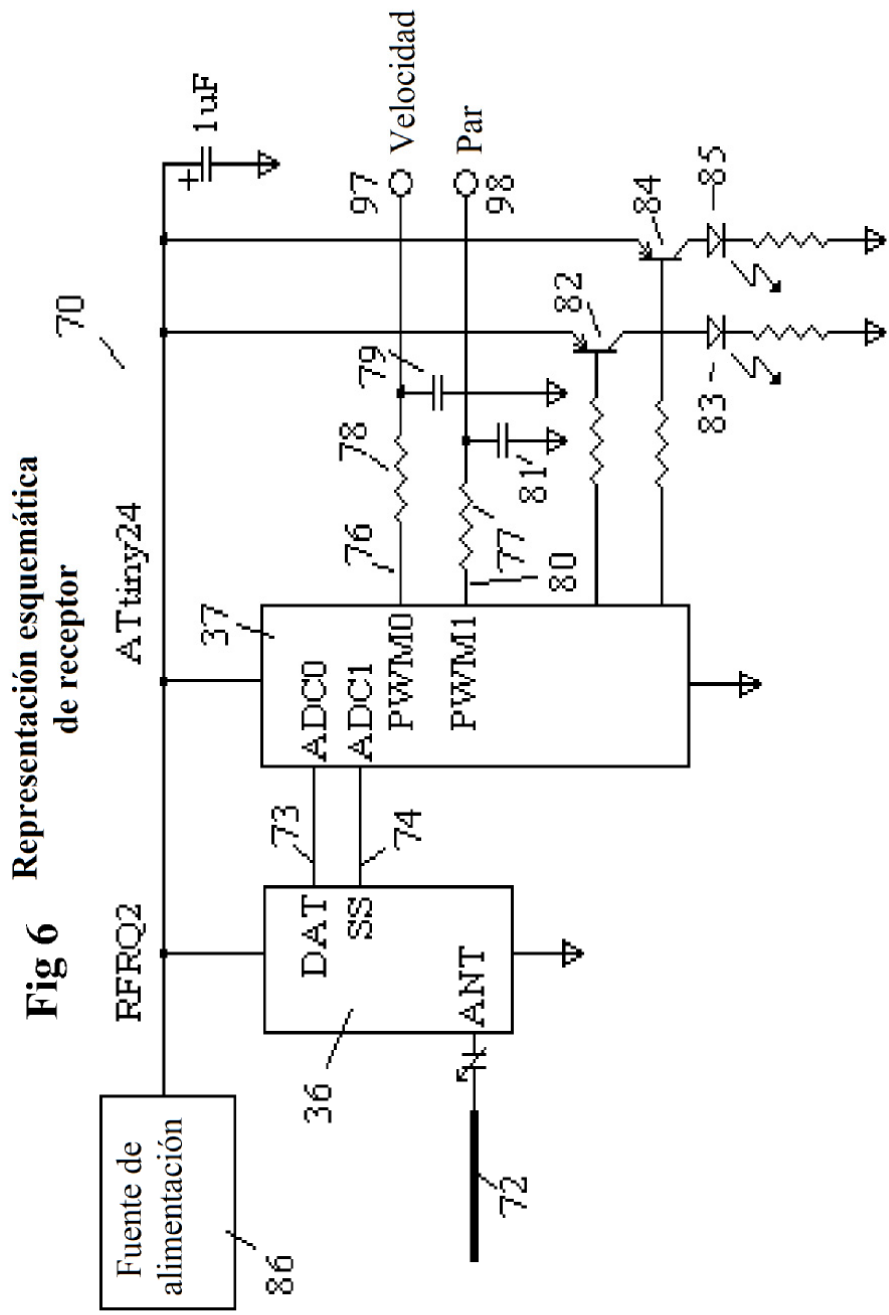 Fig 6 Representación esquemática
de receptor
70
RFRQ2
ATtiny24
+
1uF
Fuente de
alimentación
86
36
DAT
SS
ANT
72
73
74
37
ADC0
ADC1
PWM0
PWM1
76
78
79
97
Velocidad
77
80
81
98
Par
82
84
83
85